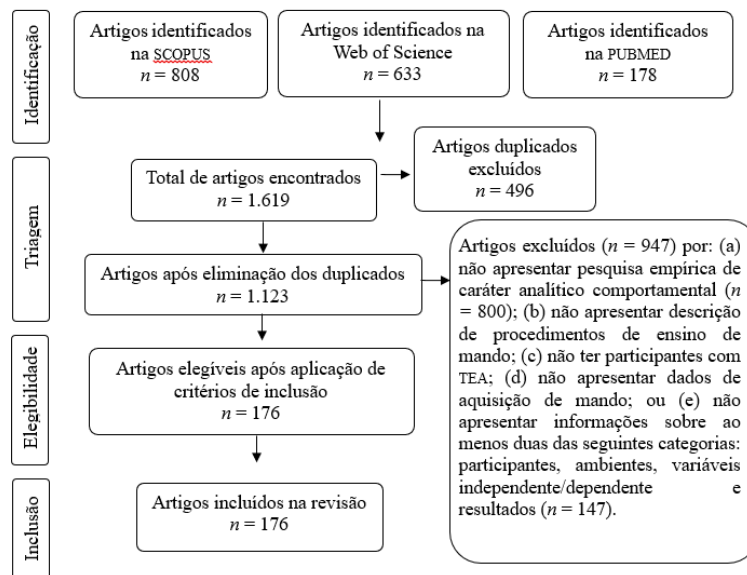 Identificação
Artigos identificados
na SCOPUS
n = 808
Artigos identificados na
Web of Science
n = 633
Artigos identificados
na PUBMED
n = 178
Triagem
Total de artigos encontrados
n = 1.619
Artigos duplicados
excluídos
n = 496
Artigos após eliminação dos duplicados
n = 1.123
Artigos excluídos (n = 947) por: (a)
não apresentar pesquisa empírica de
caráter analítico comportamental (n
= 800); (b) não apresentar descrição
de procedimentos de ensino de
mando; (c) não ter participantes com
TEA; (d) não apresentar dados de
aquisição de mando; ou (e) não
apresentar informações sobre ao
menos duas das seguintes categorias:
participantes, ambientes, variáveis
independente/dependente e
resultados (n = 147).
Elegibilidade
Artigos elegíveis após aplicação de
critérios de inclusão
n = 176
Inclusão
Artigos incluídos na revisão
n = 176